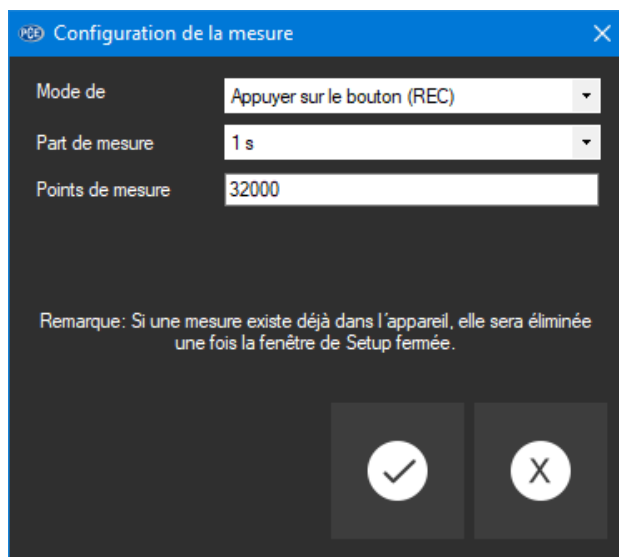 PCE Configuration de la mesure
Mode de Appuyer sur le bouton (REC)
Part de mesure 1 s
Points de mesure 32000
Remarque: Si une mesure existe déjà dans l´appareil, elle sera éliminée
une fois la fenêtre de Setup fermée.
X